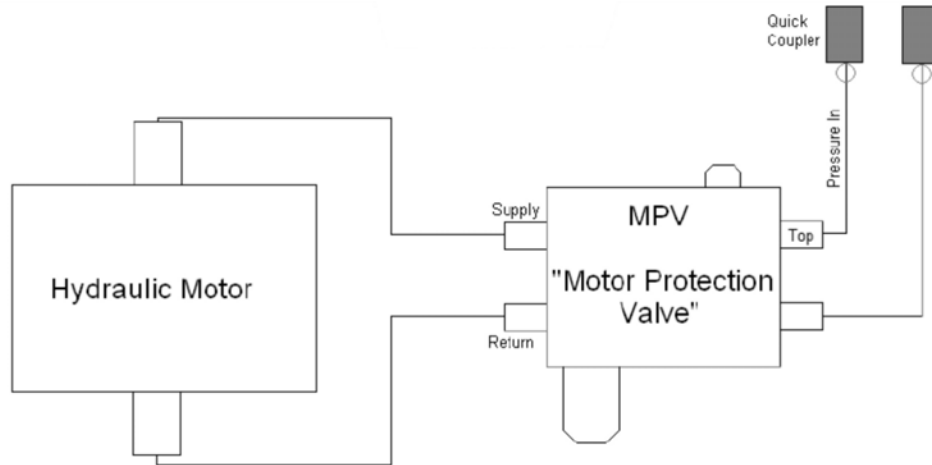 Quick
Coupler
Pressure In
Supply
MPV
Top
Hydraulic Motor
"Motor Protection
Valve"
Return